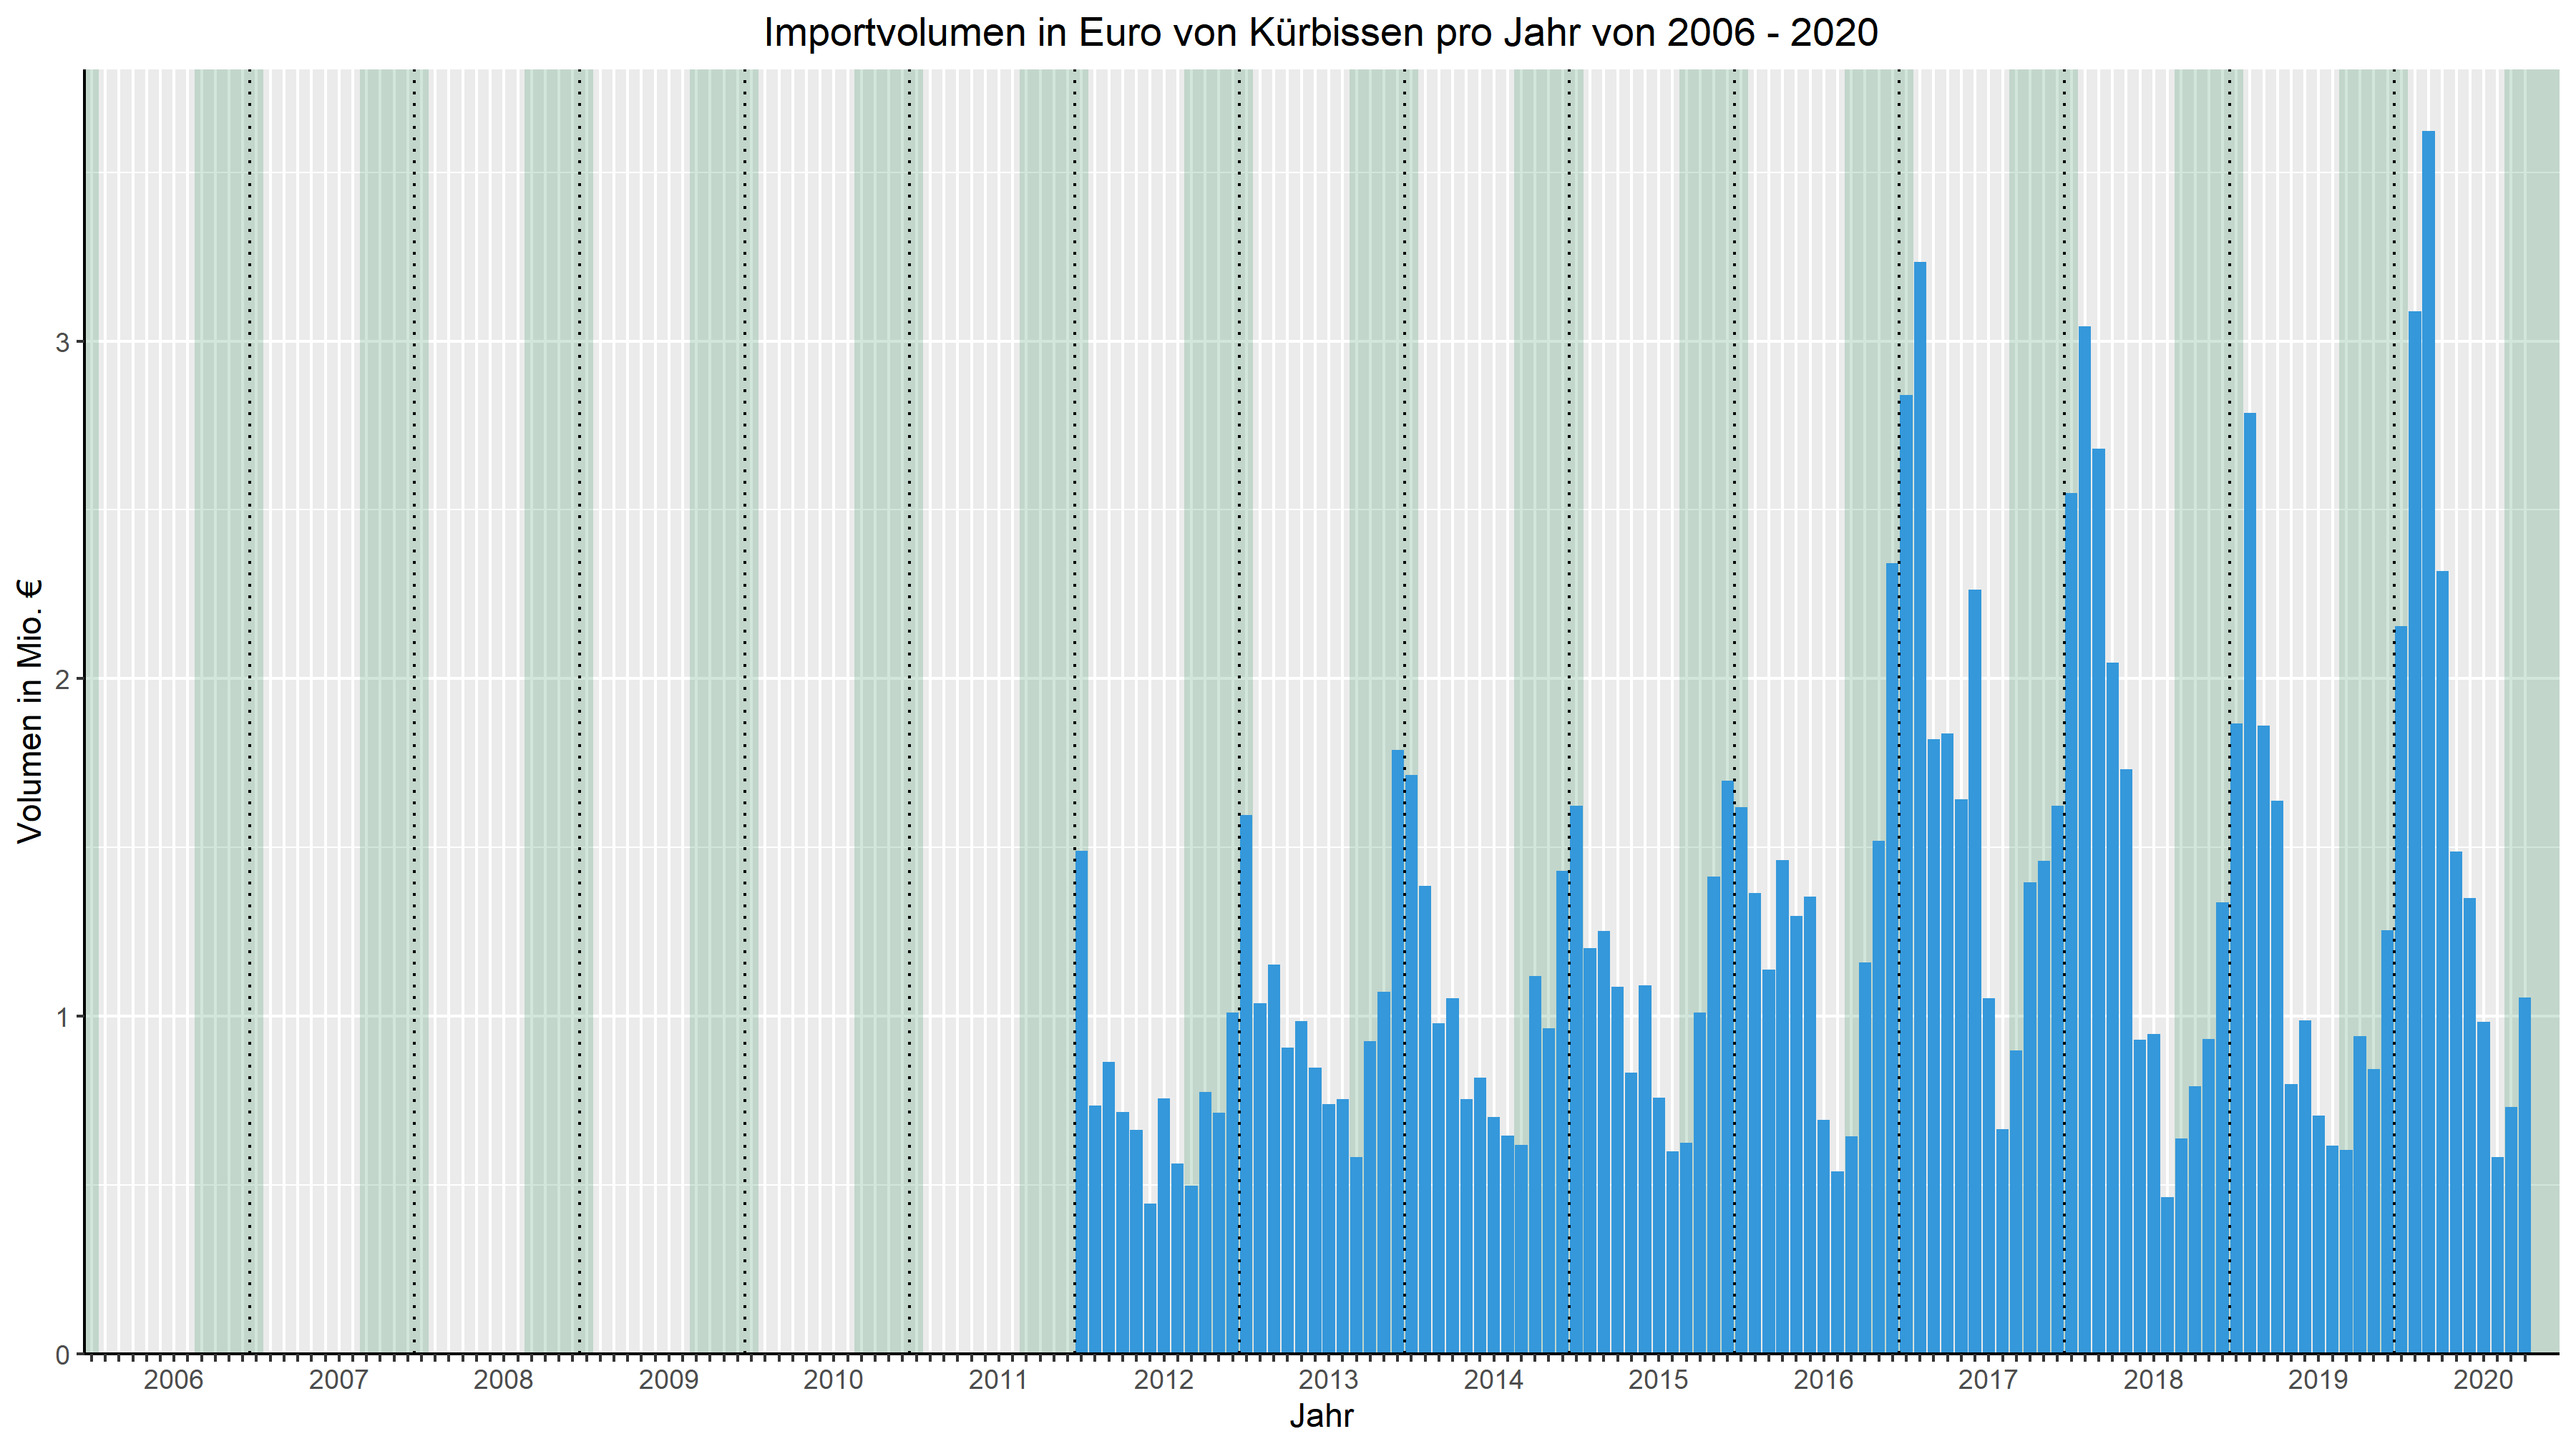 Importvolumen in Euro von Kürbissen pro Jahr von 2006 - 2020
Volumen in Mio. €
3
2
1
0
2006 2007 2008 2009 2010 2011 2012 2013 2014 2015 2016 2017 2018 2019 2020
Jahr